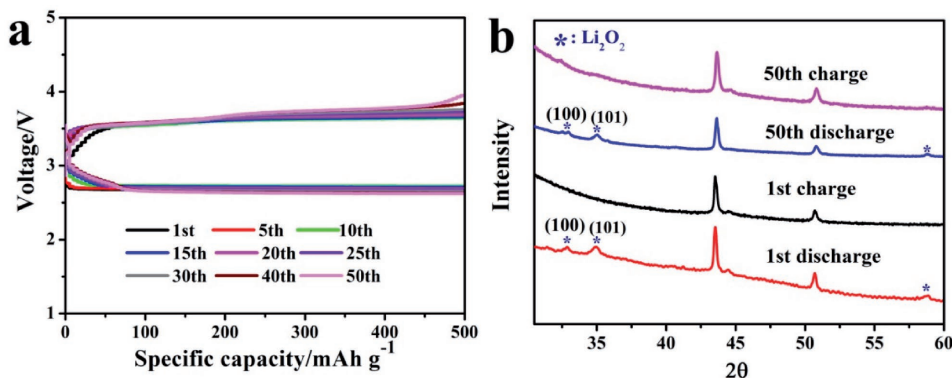 a
5
4
3
2
1
Voltage/V
1st 5th 10th
15th 20th 25th
30th 40th 50th
0 100 200 300 400 500
Specific capacity/mAh g⁻¹
b
*: Li₂O₂
50th charge
50th discharge
(100) (101)
*
*
*
1st charge
(100) (101)
*
*
1st discharge
*
Intensity
35 40 45 50 55 60
2θ